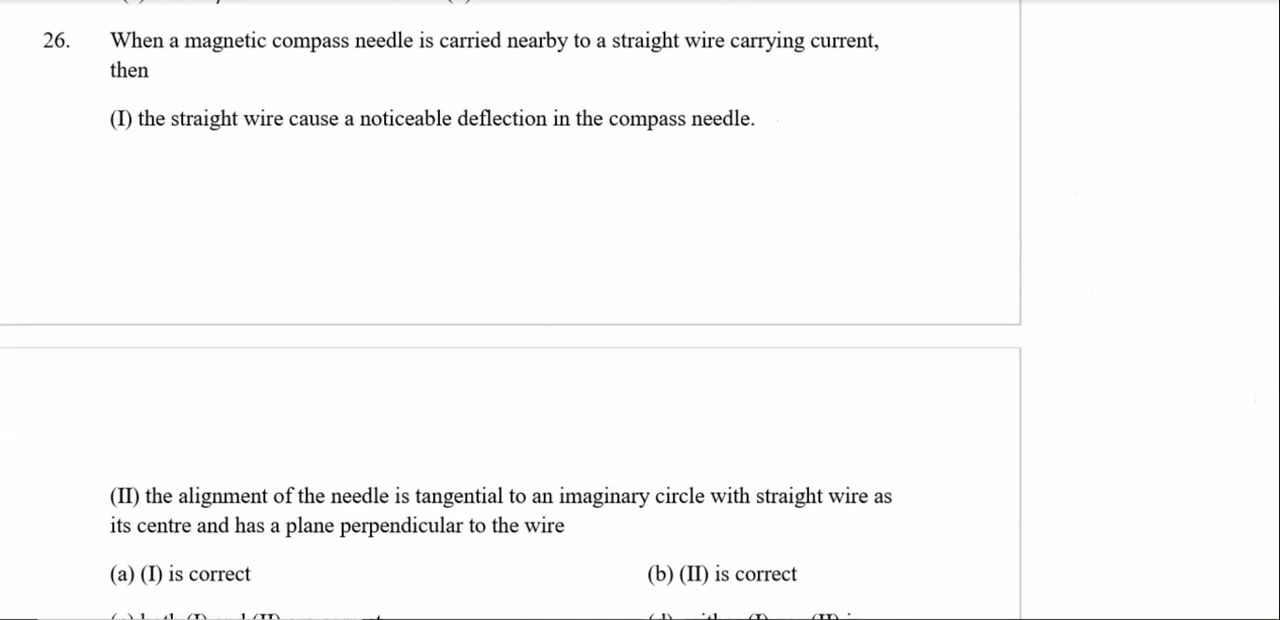 26. When a magnetic compass needle is carried nearby to a straight wire carrying current,
then
(I) the straight wire cause a noticeable deflection in the compass needle.
(II) the alignment of the needle is tangential to an imaginary circle with straight wire as
its centre and has a plane perpendicular to the wire
(a) (I) is correct (b) (II) is correct